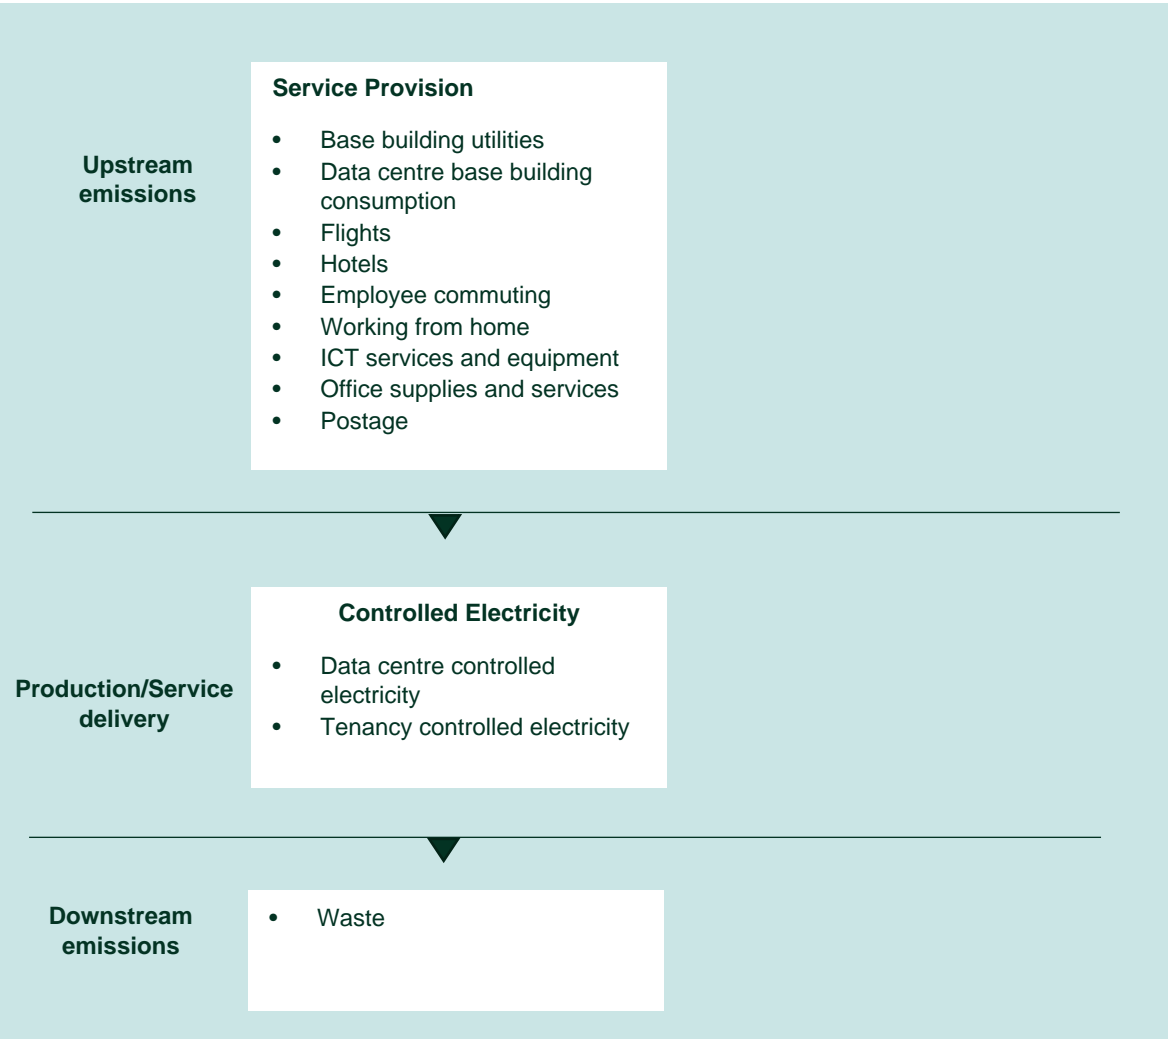 Upstream
emissions
Service Provision
• Base building utilities
• Data centre base building
consumption
• Flights
• Hotels
• Employee commuting
• Working from home
• ICT services and equipment
• Office supplies and services
• Postage
Production/Service
delivery
Controlled Electricity
• Data centre controlled
electricity
• Tenancy controlled electricity
Downstream
emissions
• Waste